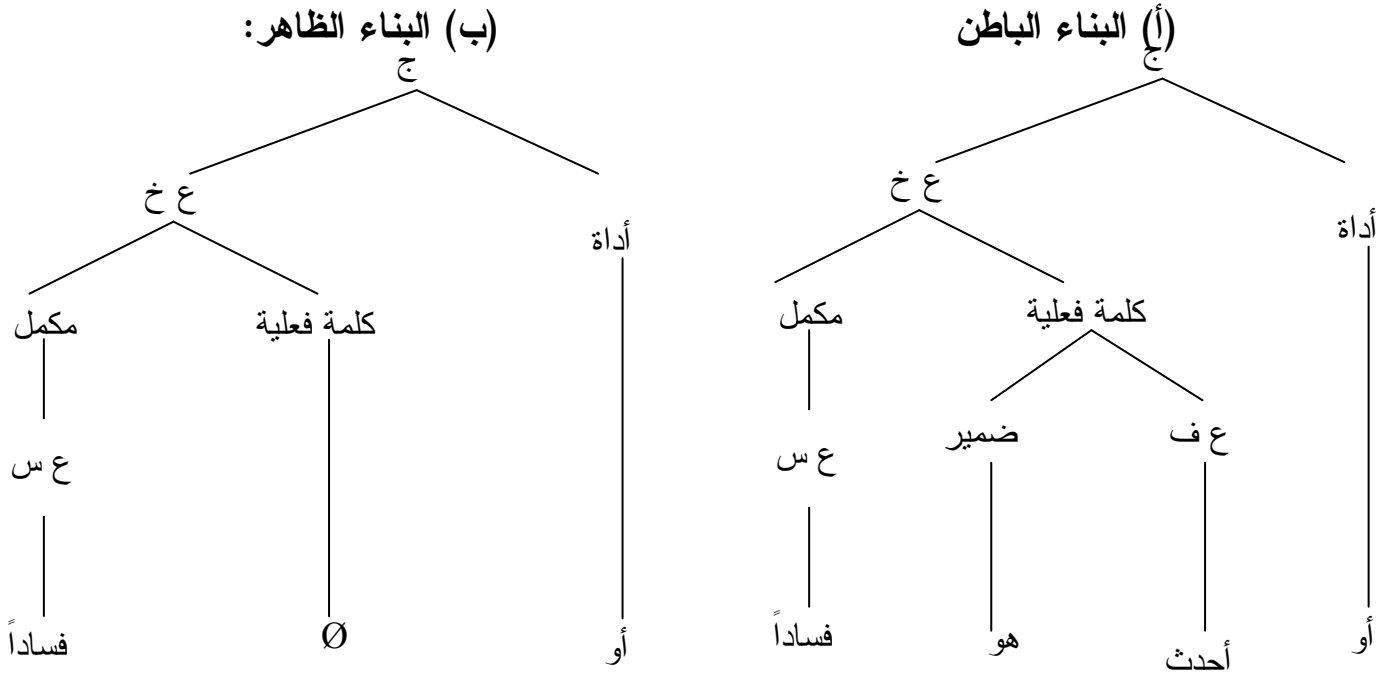 (أ) البناء الباطن
ج
ع خ
أداة
كلمة فعلية
مكمل
ع ف
ضمير
ع س
أو
أحدث
هو
فساداً
(ب) البناء الظاهر:
ج
ع خ
أداة
كلمة فعلية
مكمل
ع س
أو
Ø
فساداً